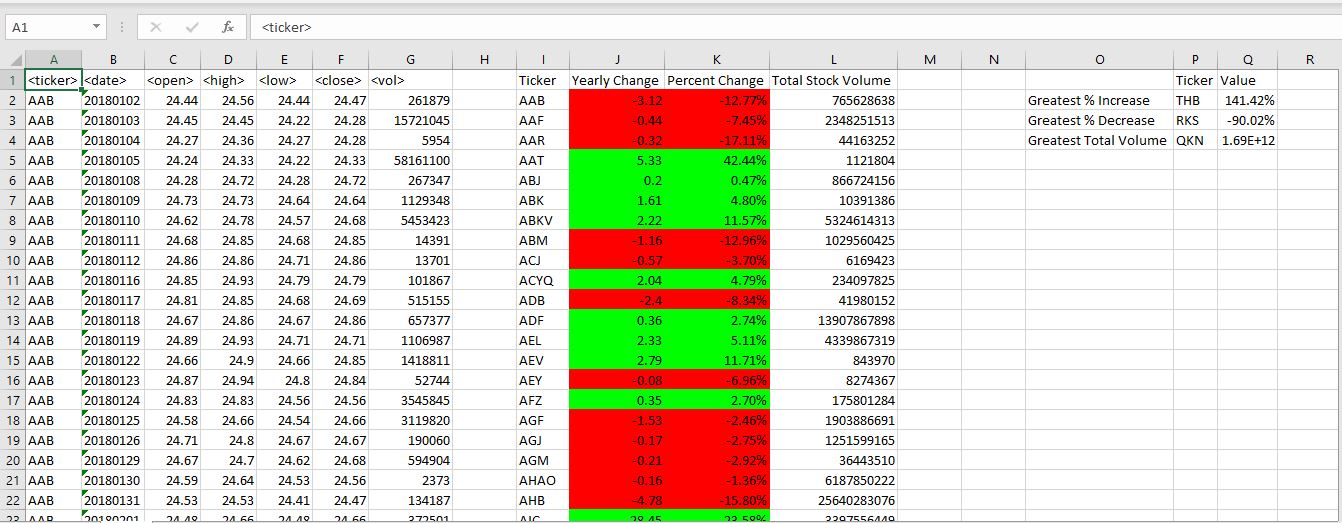 A1 fx <ticker>
A B C D E F G H I J K L M N O P Q R
1 <ticker> <date> <open> <high> <low> <close> <vol> Ticker Yearly Change Percent Change Total Stock Volume Ticker Value
2 AAB 20180102 24.44 24.56 24.44 24.47 261879 AAB -3.12 -12.77% 765628638 Greatest % Increase THB 141.42%
3 AAB 20180103 24.45 24.45 24.22 24.28 15721045 AAF -0.44 -7.45% 2348251513 Greatest % Decrease RKS -90.02%
4 AAB 20180104 24.27 24.36 24.27 24.28 5954 AAR -0.32 -17.11% 44163252 Greatest Total Volume QKN 1.69E+12
5 AAB 20180105 24.24 24.33 24.22 24.33 58161100 AAT 5.33 42.44% 1121804
6 AAB 20180108 24.28 24.72 24.28 24.72 267347 ABJ 0.2 0.47% 866724156
7 AAB 20180109 24.73 24.73 24.64 24.64 1129348 ABK 1.61 4.80% 10391386
8 AAB 20180110 24.62 24.78 24.57 24.68 5453423 ABKV 2.22 11.57% 5324614313
9 AAB 20180111 24.68 24.85 24.68 24.85 14391 ABM -1.16 -12.96% 1029560425
10 AAB 20180112 24.86 24.86 24.71 24.86 13701 ACJ -0.57 -3.70% 6169423
11 AAB 20180116 24.85 24.93 24.79 24.79 101867 ACYQ 2.04 4.79% 234097825
12 AAB 20180117 24.81 24.85 24.68 24.69 515155 ADB -2.4 -8.34% 41980152
13 AAB 20180118 24.67 24.86 24.67 24.86 657377 ADF 0.36 2.74% 13907867898
14 AAB 20180119 24.89 24.93 24.71 24.71 1106987 AEL 2.33 5.11% 4339867319
15 AAB 20180122 24.66 24.9 24.66 24.85 1418811 AEV 2.79 11.71% 843970
16 AAB 20180123 24.87 24.94 24.8 24.84 52744 AEY -0.08 -6.96% 8274367
17 AAB 20180124 24.83 24.83 24.56 24.56 3545845 AFZ 0.35 2.70% 175801284
18 AAB 20180125 24.58 24.66 24.54 24.66 3119820 AGF -1.53 -2.46% 1903886691
19 AAB 20180126 24.71 24.8 24.67 24.67 190060 AGJ -0.17 -2.75% 1251599165
20 AAB 20180129 24.67 24.7 24.62 24.68 594904 AGM -0.21 -2.92% 36443510
21 AAB 20180130 24.59 24.64 24.53 24.56 2373 AHAO -0.16 -1.36% 6187850222
22 AAB 20180131 24.53 24.53 24.41 24.47 134187 AHB -4.78 -15.80% 25640283076
23 AAB 20180201 24.48 24.66 24.48 24.66 372501 28.45 23.58% 3397556449